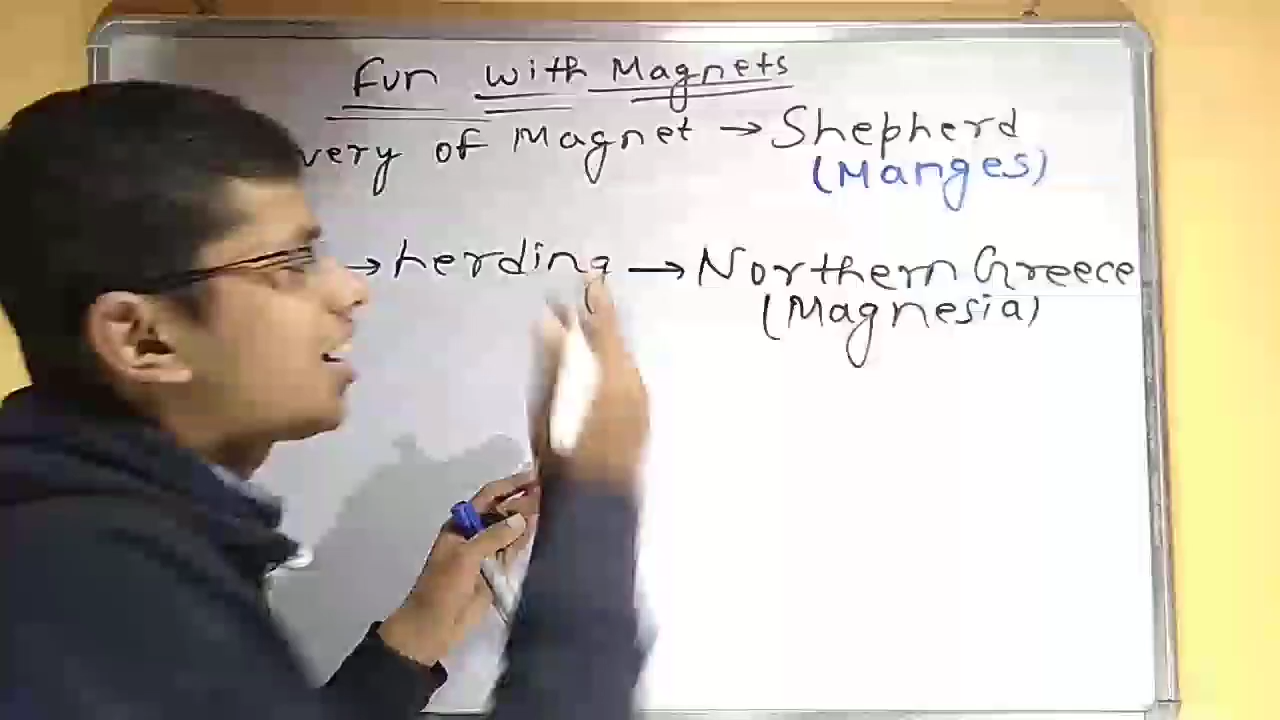 Fun with Magnets
very of Magnet → Shepherd
(Manges)
→ herding → Northern Greece
(Magnesia)